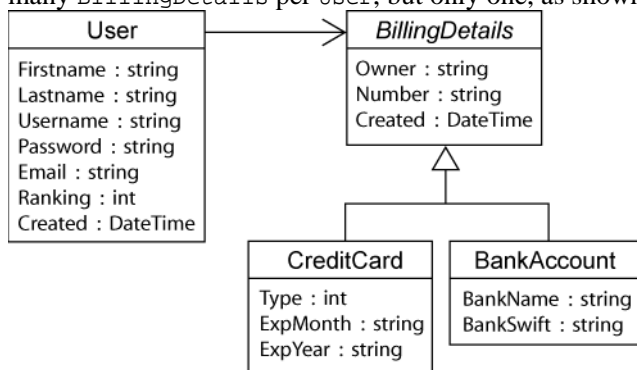 many BillingDetails per User, but only one, as shown
User
Firstname : string
Lastname : string
Username : string
Password : string
Email : string
Ranking : int
Created : DateTime
BillingDetails
Owner : string
Number : string
Created : DateTime
CreditCard
Type : int
ExpMonth : string
ExpYear : string
BankAccount
BankName : string
BankSwift : string